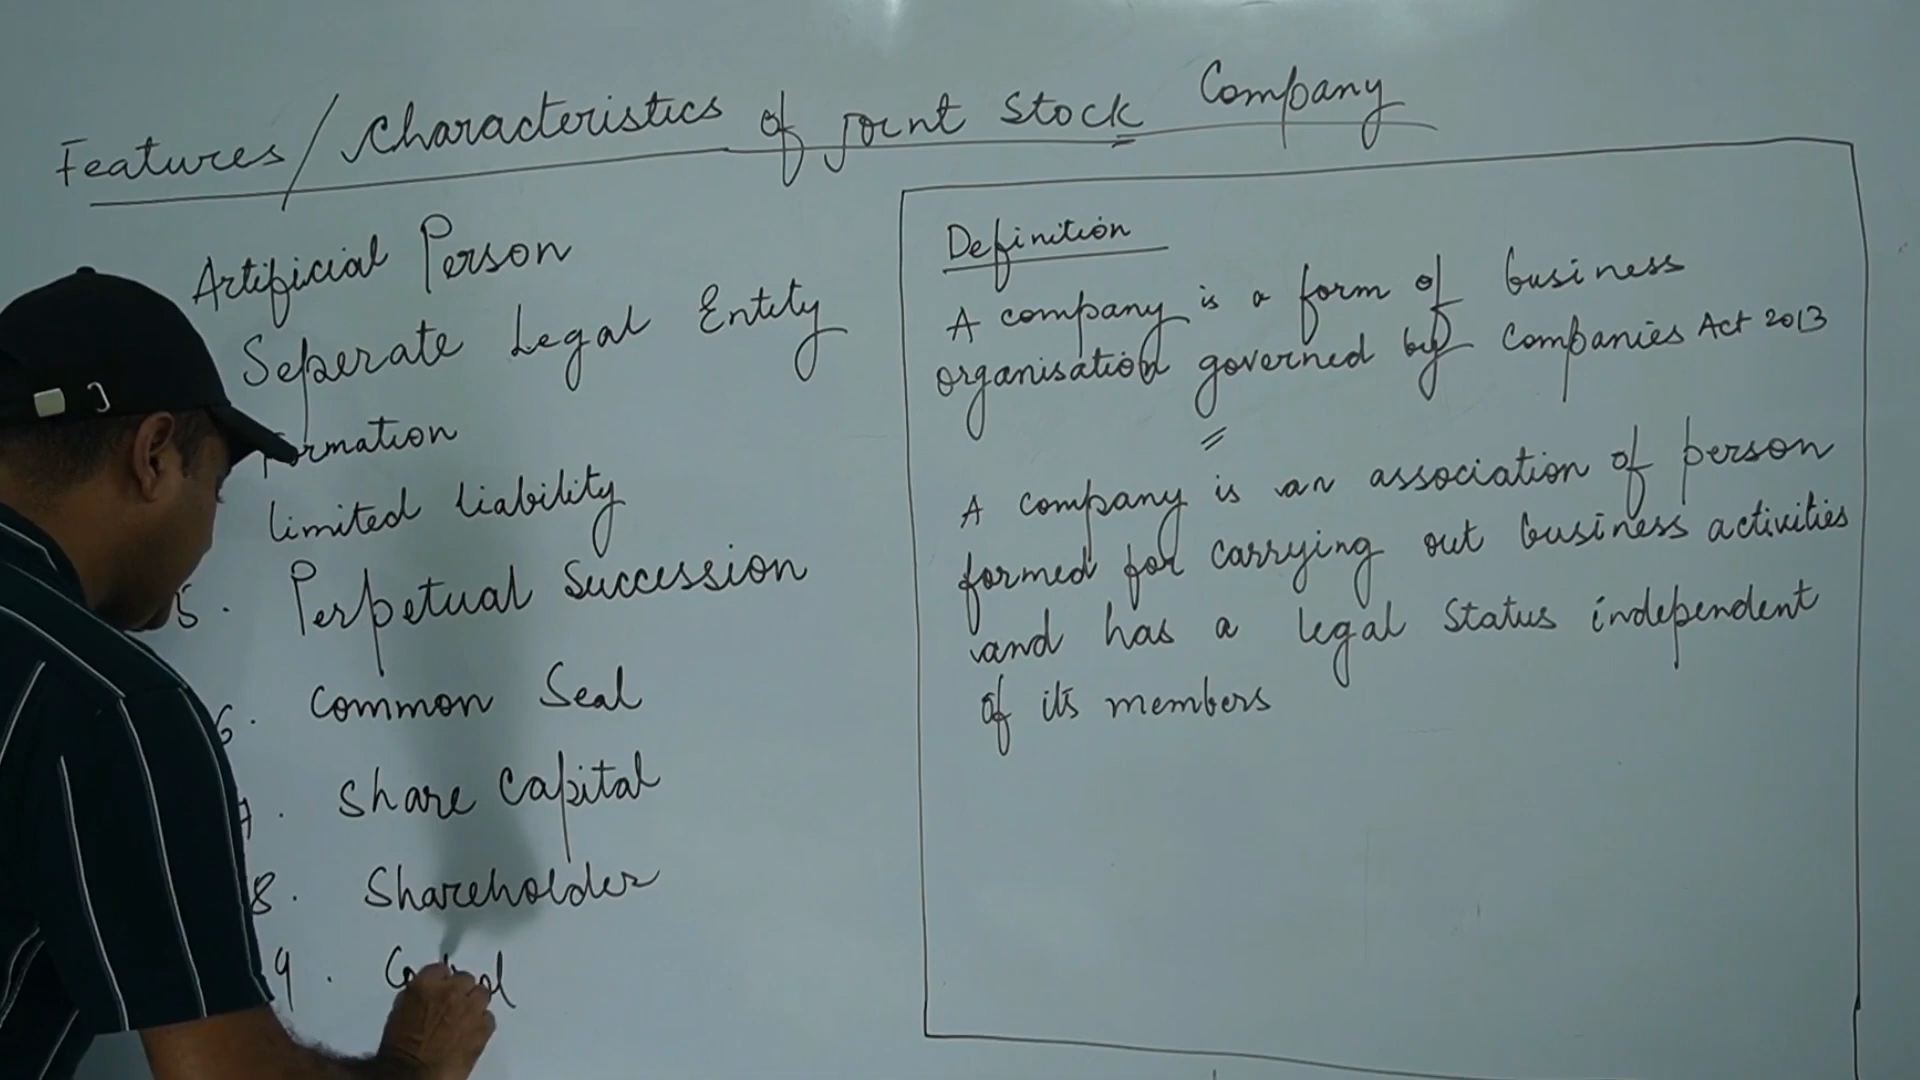 Features/Characteristics of Joint Stock Company
Artificial Person
Seperate Legal Entity
Formation
limited liability
5. Perpetual Succession
6. Common Seal
7. Share Capital
8. Shareholder
9.
Definition
A company is a form of business
organisation governed by Companies Act 2013
A company is an association of person
formed for carrying out business activities
and has a legal status independent
of its members